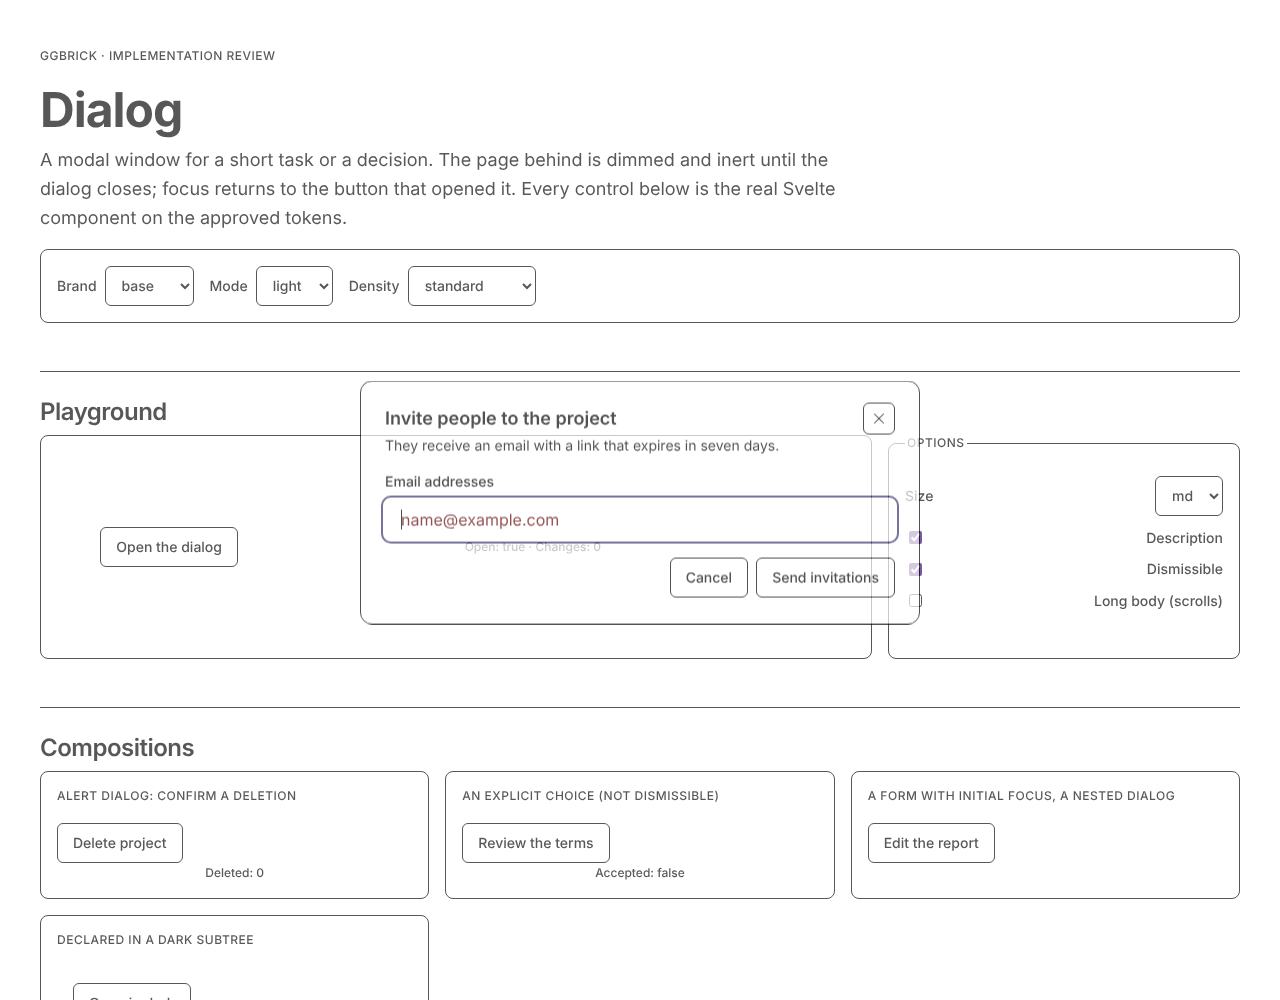 GGBRICK · IMPLEMENTATION REVIEW
Dialog
A modal window for a short task or a decision. The page behind is dimmed and inert until the
dialog closes; focus returns to the button that opened it. Every control below is the real Svelte
component on the approved tokens.
Brand base Mode light Density standard
Playground
Invite people to the project
They receive an email with a link that expires in seven days.
Email addresses
name@example.com
Open: true · Changes: 0
Cancel Send invitations
Open the dialog
OPTIONS
Size md
Description
Dismissible
Long body (scrolls)
Compositions
ALERT DIALOG: CONFIRM A DELETION
Delete project
Deleted: 0
AN EXPLICIT CHOICE (NOT DISMISSIBLE)
Review the terms
Accepted: false
A FORM WITH INITIAL FOCUS, A NESTED DIALOG
Edit the report
DECLARED IN A DARK SUBTREE